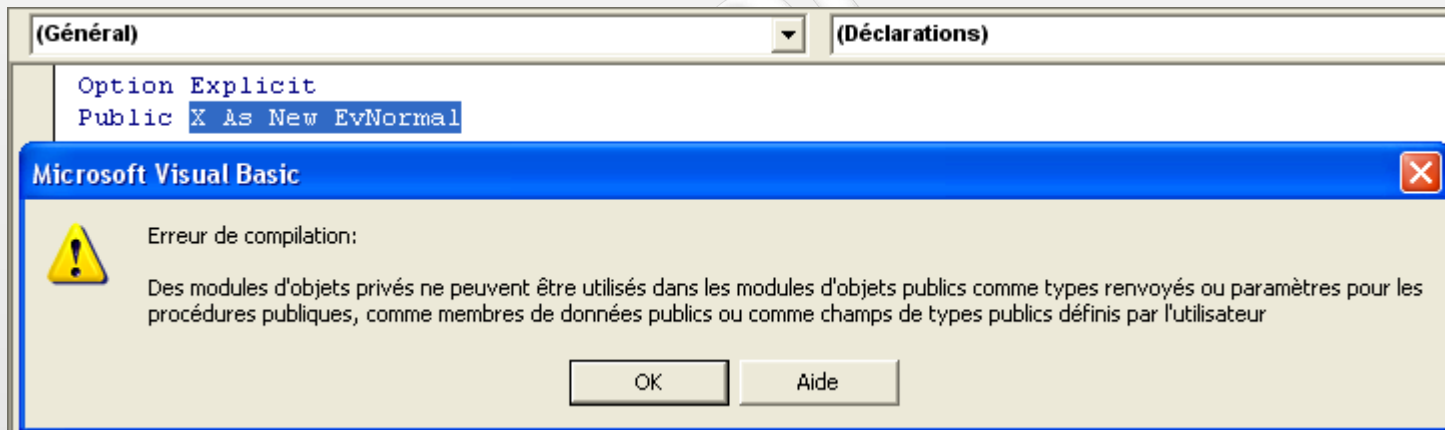 (Général)
(Déclarations)
Option Explicit
Public X As New EvNormal
Microsoft Visual Basic
Erreur de compilation:
Des modules d'objets privé ne peuvent être utilisés dans les modules d'objets publics comme types renvoyés ou paramètres pour les
procédures publiques, comme membres de données publics ou comme champs de types publics définis par l'utilisateur
OK
Aide